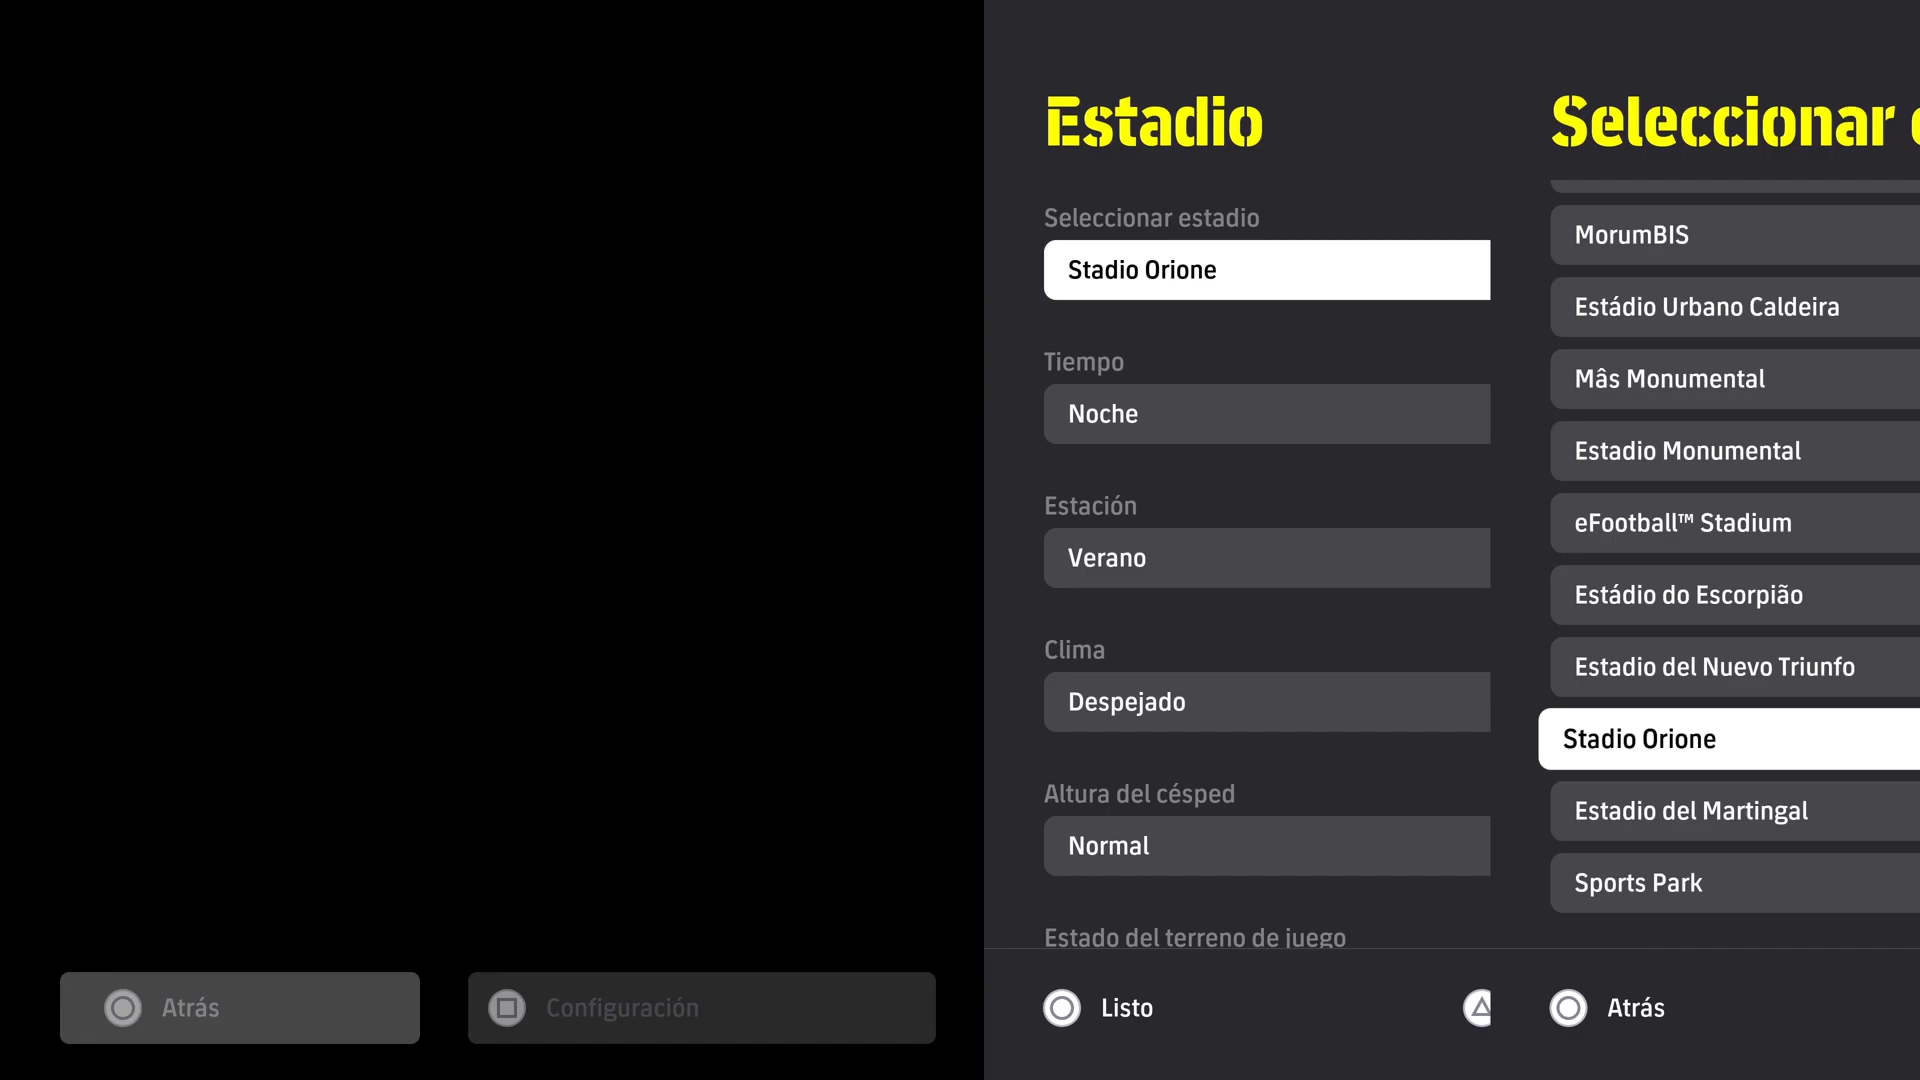 Estadio
Seleccionar estadio
Stadio Orione
Tiempo
Noche
Estación
Verano
Clima
Despejado
Altura del césped
Normal
Estado del terreno de juego
Listo
Seleccionar
MorumBIS
Estádio Urbano Caldeira
Mâs Monumental
Estadio Monumental
eFootball™ Stadium
Estádio do Escorpião
Estadio del Nuevo Triunfo
Stadio Orione
Estadio del Martingal
Sports Park
Atrás
Atrás
Configuración